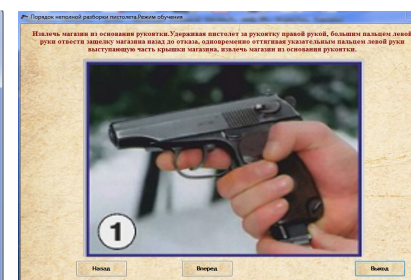 Порядок неполной разборки пистолета.Режим обучения
Извлечь магазин из основания рукоятки.Удерживая пистолет за рукоятку правой рукой, большим пальцем левой
руки отвести защелку магазина назад до отказа, одновременно оттягивая указательным пальцем левой руки
выступающую часть крышки магазина, извлечь магазин из основания рукоятки.
1
Назад
Вперед
Выход